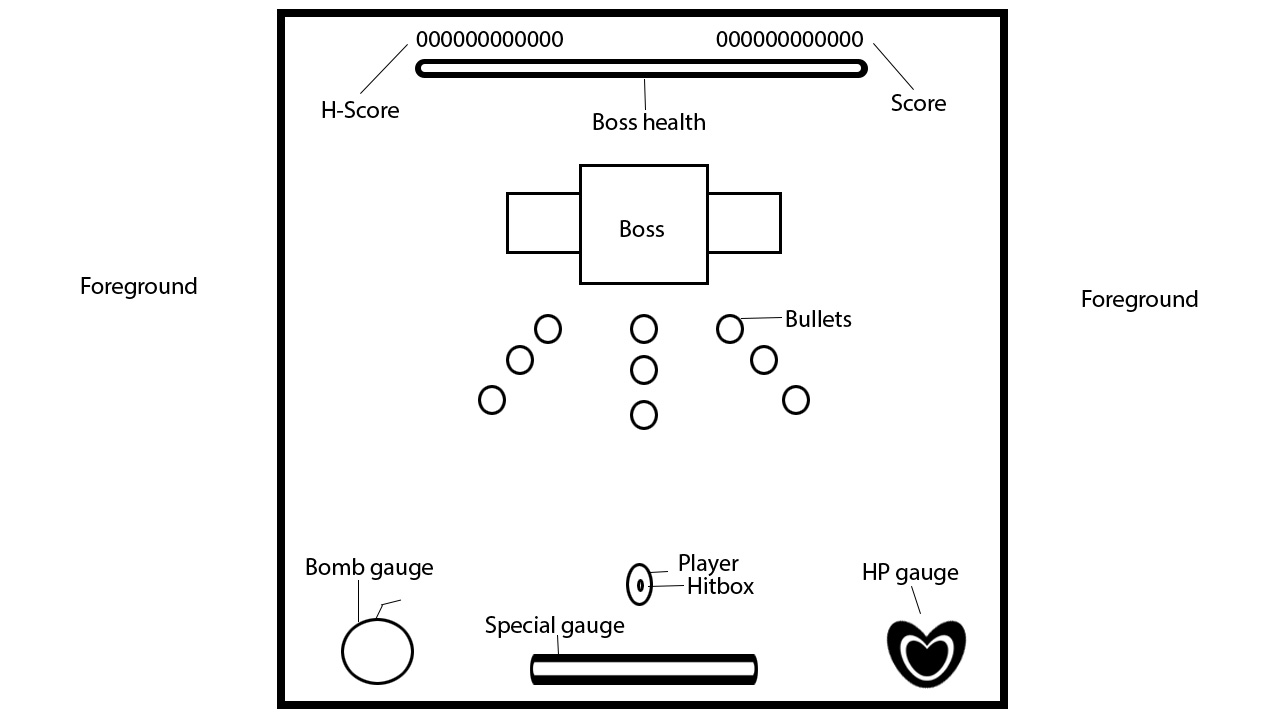 000000000000
000000000000
H-Score
Score
Boss health
Boss
Foreground
Foreground
Bullets
Bomb gauge
Player
Hitbox
HP gauge
Special gauge